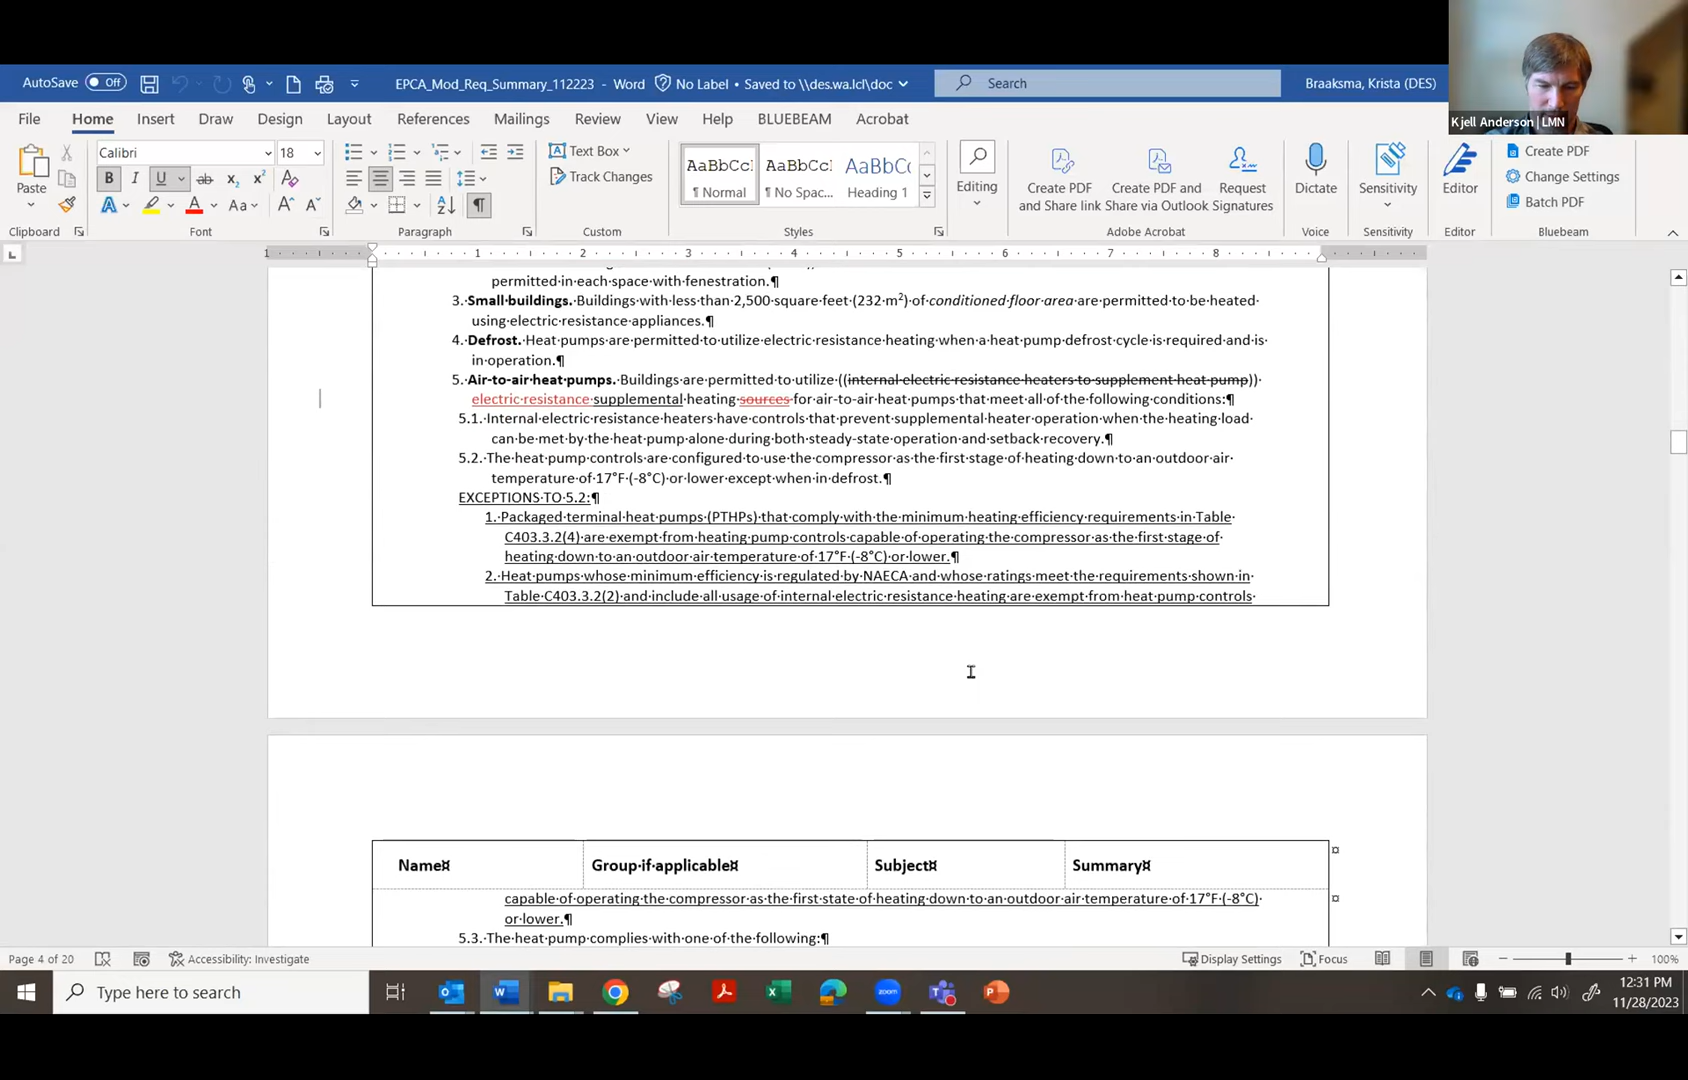 AutoSave Off
EPCA_Mod_Req_Summary_112223 - Word No Label • Saved to \\des.wa.lcl\doc
Search
Braaksma, Krista (DES)
Kjell Anderson | LMN
File Home Insert Draw Design Layout References Mailings Review View Help BLUEBEAM Acrobat
Paste
Clipboard
Calibri 18
B I U ab x₂ x²
A A Aa A A
Font
Paragraph
Text Box
Track Changes
Custom
AaBbCc
¶ Normal
AaBbCc
¶ No Spac...
AaBbC
Heading 1
Styles
Editing
Create PDF and Share link
Create PDF and Share via Outlook
Request Signatures
Adobe Acrobat
Dictate
Voice
Sensitivity
Sensitivity
Editor
Editor
Create PDF
Change Settings
Batch PDF
Bluebeam
1 1 2 3 4 5 6 7 8
permitted in each space with fenestration.¶
3. Small buildings. Buildings with less than 2,500 square feet (232 m²) of conditioned floor area are permitted to be heated
using electric resistance appliances.¶
4. Defrost. Heat pumps are permitted to utilize electric resistance heating when a heat pump defrost cycle is required and is
in operation.¶
5. Air-to-air heat pumps. Buildings are permitted to utilize ((internal electric resistance heaters to supplement heat pump))
electric resistance supplemental heating sources for air-to-air heat pumps that meet all of the following conditions:¶
5.1. Internal electric resistance heaters have controls that prevent supplemental heater operation when the heating load
can be met by the heat pump alone during both steady-state operation and setback recovery.¶
5.2. The heat pump controls are configured to use the compressor as the first stage of heating down to an outdoor air
temperature of 17°F (-8°C) or lower except when in defrost.¶
EXCEPTIONS TO 5.2:¶
1. Packaged terminal heat pumps (PTHPs) that comply with the minimum heating efficiency requirements in Table
C403.3.2(4) are exempt from heating pump controls capable of operating the compressor as the first stage of
heating down to an outdoor air temperature of 17°F (-8°C) or lower.¶
2. Heat pumps whose minimum efficiency is regulated by NAECA and whose ratings meet the requirements shown in
Table C403.3.2(2) and include all usage of internal electric resistance heating are exempt from heat pump controls
Name¤ Group if applicable¤ Subject¤ Summary¤ ¤
capable of operating the compressor as the first state of heating down to an outdoor air temperature of 17°F (-8°C) ¤
or lower.¶
5.3. The heat pump complies with one of the following:¶
Page 4 of 20 Accessibility: Investigate Display Settings Focus 100%
Type here to search
zoom
12:31 PM
11/28/2023